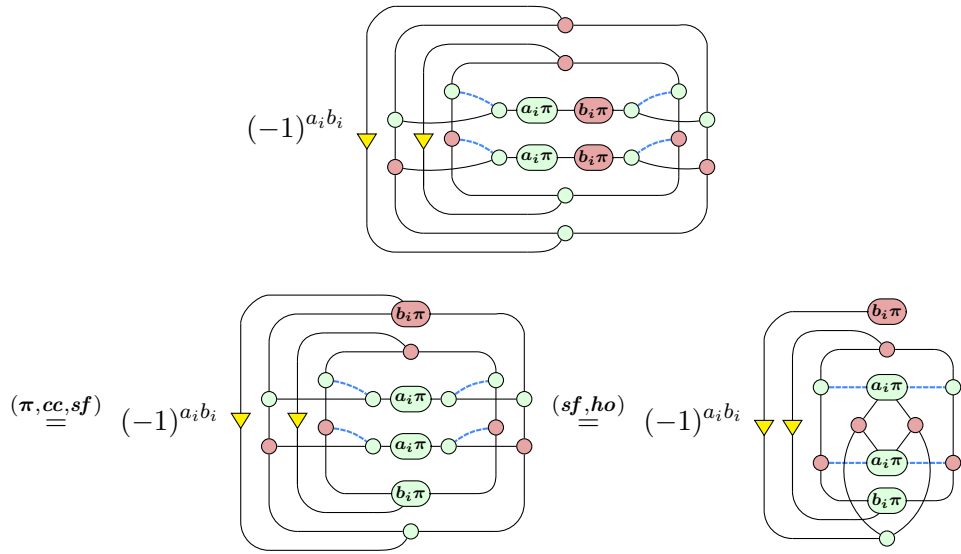 (-1)^{a_i b_i}
a_iπ b_iπ
a_iπ b_iπ
(π,cc,sf)
=
(-1)^{a_i b_i}
b_iπ
a_iπ
a_iπ
b_iπ
(sf,ho)
=
(-1)^{a_i b_i}
b_iπ
a_iπ
a_iπ
b_iπ